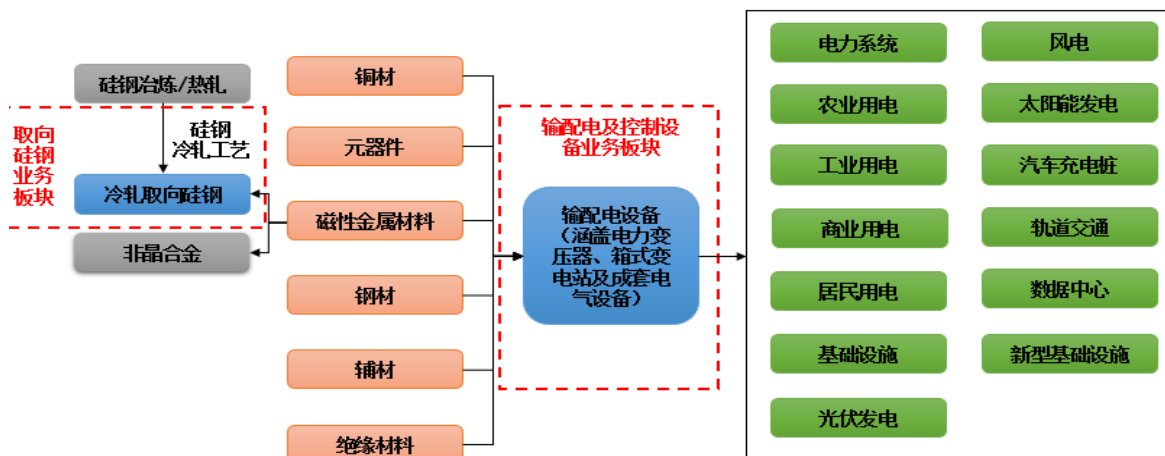 硅钢冶炼/热轧
取向
硅钢
业务
板块
硅钢
冷轧工艺
冷轧取向硅钢
非晶合金
铜材
元器件
磁性金属材料
钢材
辅材
绝缘材料
输配电及控制设
备业务板块
输配电设备
（涵盖电力变
压器、箱式变
电站及成套电
气设备）
电力系统
风电
农业用电
太阳能发电
工业用电
汽车充电桩
商业用电
轨道交通
居民用电
数据中心
基础设施
新型基础设施
光伏发电